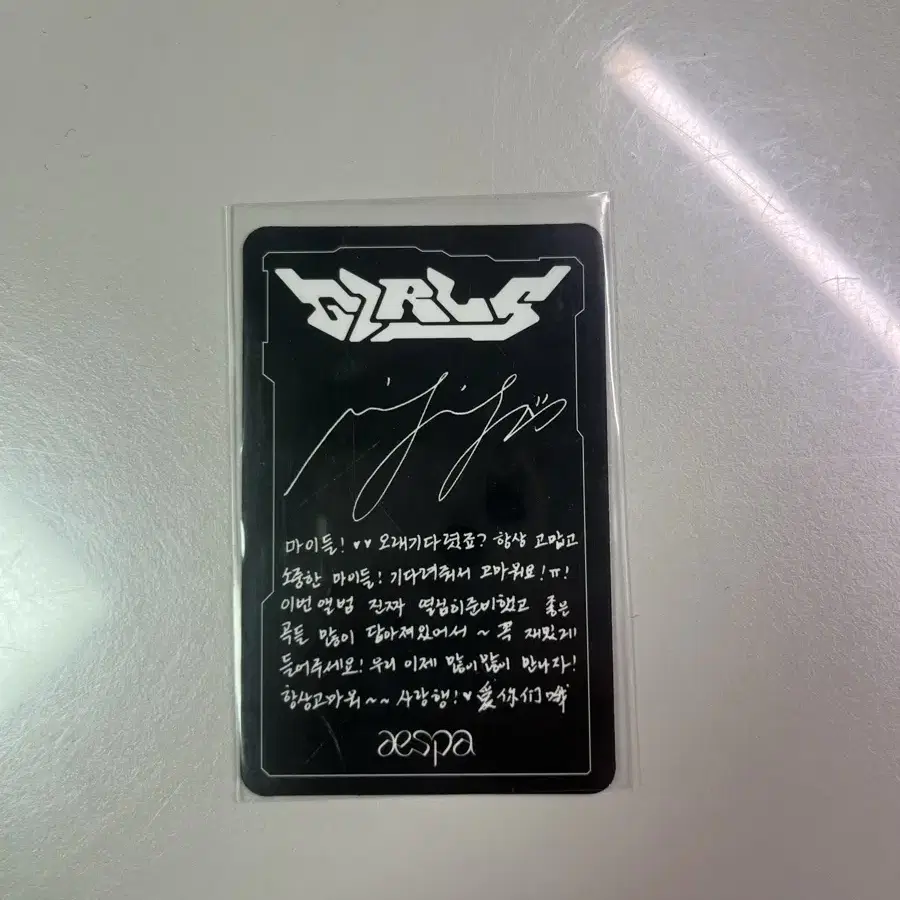 GIRLS
마이들! ♥♥ 오래기다렸죠? 항상 고맙고
소중한 마이들! 기다려줘서 고마워요!ㅠ!
이번 앨범 진짜 열심히준비했고 좋은
곡들 많이 담아져있어서 ~ 꼭 재밌게
들어주세요! 우리 이제 많이많이 만나자!
항상고마워~~ 사랑행!♥ 爱你们哦
aespa